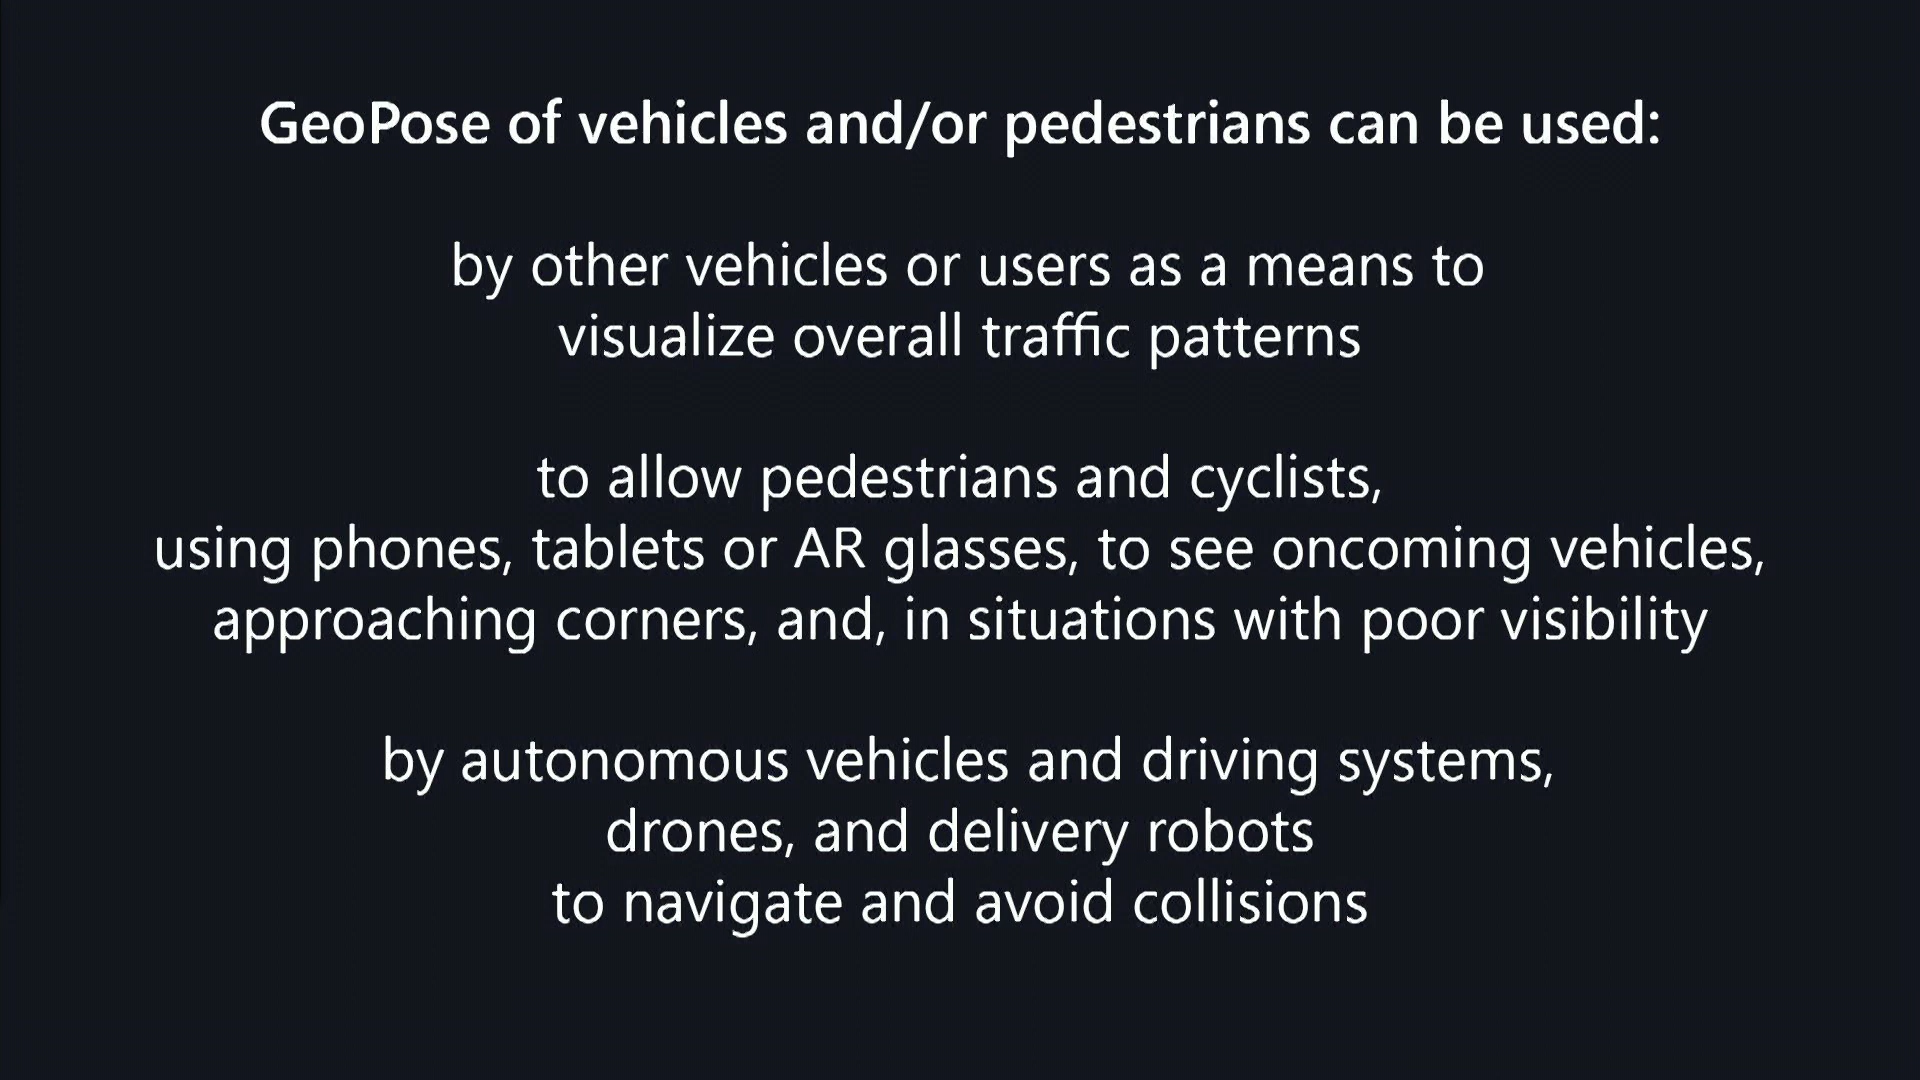 GeoPose of vehicles and/or pedestrians can be used:
by other vehicles or users as a means to
visualize overall traffic patterns
to allow pedestrians and cyclists,
using phones, tablets or AR glasses, to see oncoming vehicles,
approaching corners, and, in situations with poor visibility
by autonomous vehicles and driving systems,
drones, and delivery robots
to navigate and avoid collisions